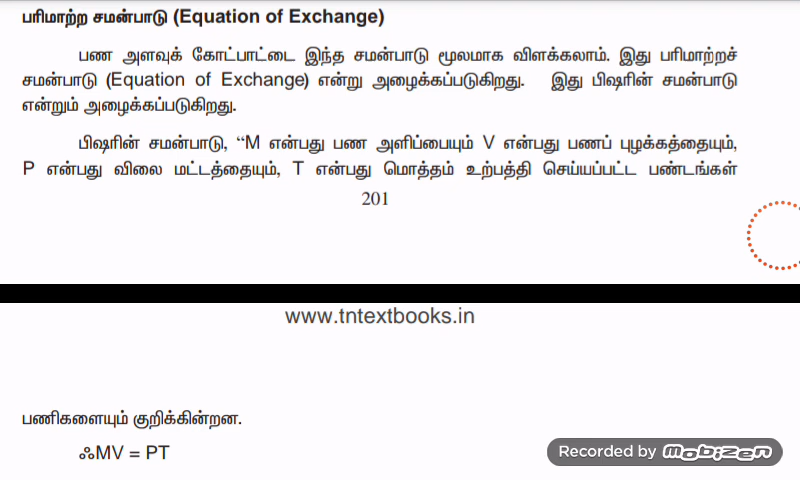 பரிமாற்ற சமன்பாடு (Equation of Exchange)
பண அளவுக் கோட்பாட்டை இந்த சமன்பாடு மூலமாக விளக்கலாம். இது பரிமாற்றச்
சமன்பாடு (Equation of Exchange) என்று அழைக்கப்படுகிறது. இது பிஷரின் சமன்பாடு
என்றும் அழைக்கப்படுகிறது.
பிஷரின் சமன்பாடு, “M என்பது பண அளிப்பையும் V என்பது பணப் புழக்கத்தையும்,
P என்பது விலை மட்டத்தையும், T என்பது மொத்தம் உற்பத்தி செய்யப்பட்ட பண்டங்கள்
201
www.tntextbooks.in
பணிகளையும் குறிக்கின்றன.
ஃMV = PT
Recorded by mobizen